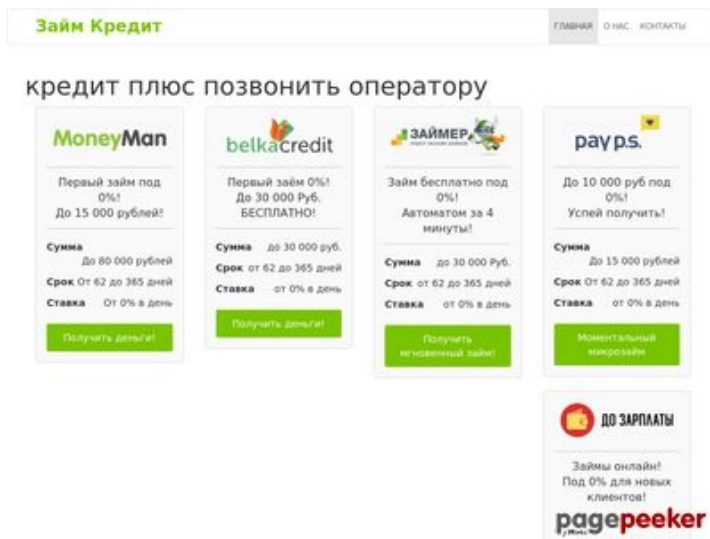 Займ Кредит
ГЛАВНАЯ О НАС. КОНТАКТЫ
кредит плюс позвонить оператору
MoneyMan
Первый займ под
0%!
До 15 000 рублей!
Сумма
До 80 000 рублей
Срок От 62 до 365 дней
Ставка От 0% в день
Получить деньги!
belkacredit
Первый заём 0%!
До 30 000 Руб.
БЕСПЛАТНО!
Сумма до 30 000 руб.
Срок от 62 до 365 дней
Ставка от 0% в день
Получить деньги!
ЗАЙМЕР
Займ бесплатно под
0%!
Автоматом за 4
минуты!
Сумма до 30 000 Руб.
Срок от 62 до 365 дней
Ставка от 0% в день
Получить
мгновенный займ!
pay p.s.
До 10 000 руб под
0%!
Успей получить!
Сумма
До 15 000 рублей
Срок От 62 до 365 дней
Ставка от 0% в день
Моментальный
микрозайм
ДО ЗАРПЛАТЫ
Займы онлайн!
Под 0% для новых
клиентов!
pagepeeker